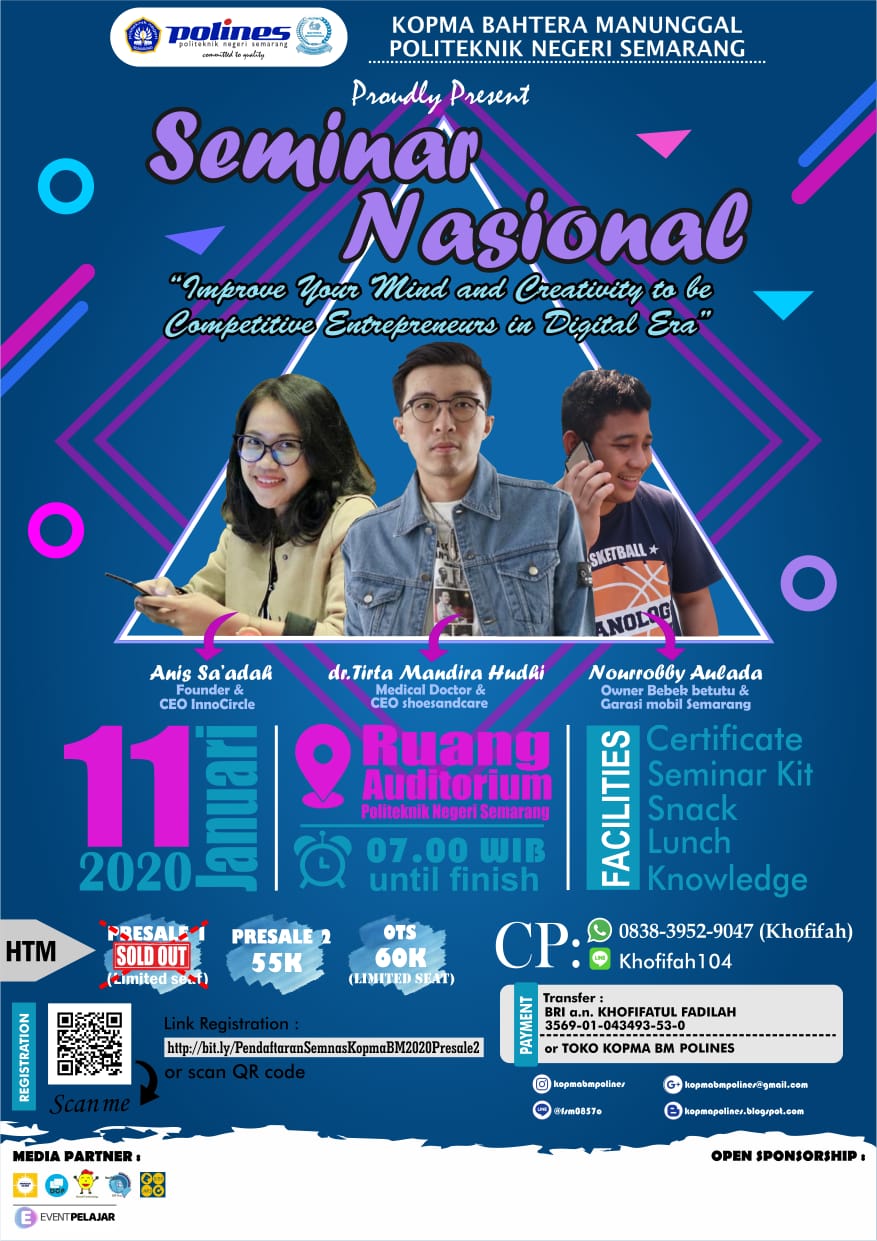 polines
politeknik negeri semarang
committed to quality
KOPMA BAHTERA MANUNGGAL
POLITEKNIK NEGERI SEMARANG
Proudly Present
Seminar
Nasional
"Improve Your Mind and Creativity to be
Competitive Entrepreneurs in Digital Era"
SKETBALL
ANOLOG
Anis Sa'adah
Founder &
CEO InnoCircle
dr.Tirta Mandira Hudhi
Medical Doctor &
CEO shoesandcare
Nourrobby Aulada
Owner Bebek betutu &
Garasi mobil Semarang
11
2020
Januari
Ruang
Auditorium
Politeknik Negeri Semarang
07.00 WIB
until finish
FACILITIES
Certificate
Seminar Kit
Snack
Lunch
Knowledge
HTM
PRESALE 1
SOLD OUT
(Limited seat)
PRESALE 2
55K
OTS
60K
(LIMITED SEAT)
CP:
0838-3952-9047 (Khofifah)
Khofifah104
REGISTRATION
Scan me
Link Registration :
http://bit.ly/PendaftaranSemnasKopmaBM2020Presale2
or scan QR code
PAYMENT
Transfer :
BRI a.n. KHOFIFATUL FADILAH
3569-01-043493-53-0
or TOKO KOPMA BM POLINES
kopmabmpolines
kopmabmpolines@gmail.com
@fsm0857o
kopmapolines.blogspot.com
MEDIA PARTNER :
OPEN SPONSORSHIP :
EVENTPELAJAR